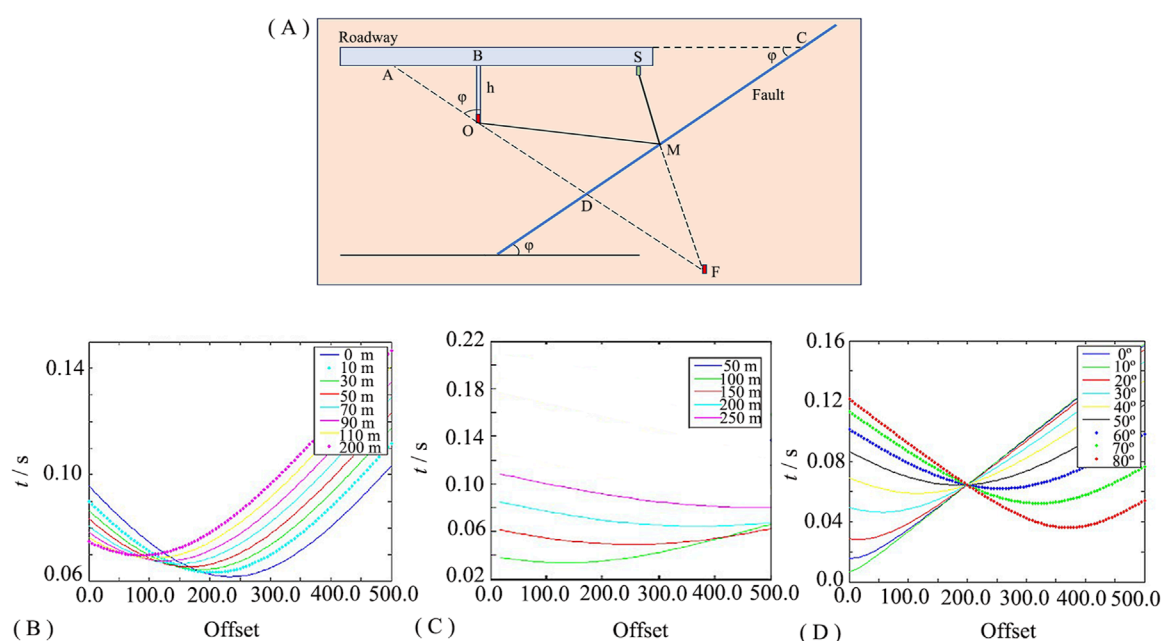 ( A )
Roadway
B
S
C
A
h
φ
φ
Fault
O
M
D
φ
F
t / s
0.14
0.10
0.06
0 m
10 m
30 m
50 m
70 m
90 m
110 m
200 m
0.0 100.0 200.0 300.0 400.0 500.0
( B ) Offset
t / s
0.22
0.18
0.14
0.10
0.06
0.02
50 m
100 m
150 m
200 m
250 m
0.0 100.0 200.0 300.0 400.0 500.0
( C ) Offset
t / s
0.16
0.12
0.08
0.04
0.0
0º
10º
20º
30º
40º
50º
60º
70º
80º
0.0 100.0 200.0 300.0 400.0 500.0
( D ) Offset